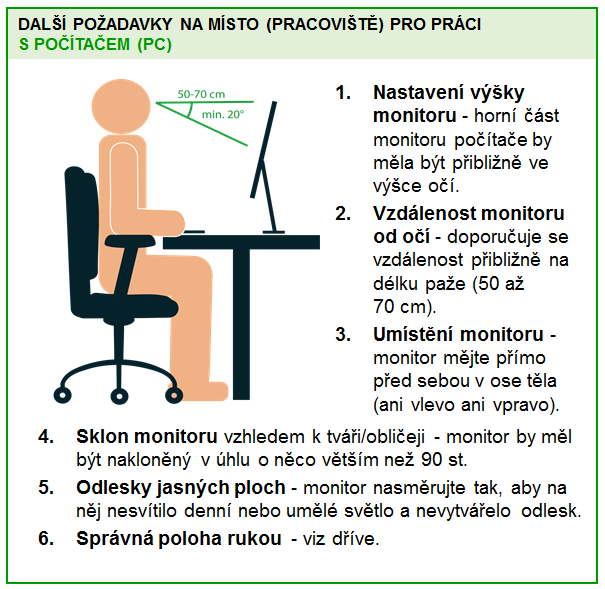 DALŠÍ POŽADAVKY NA MÍSTO (PRACOVIŠTĚ) PRO PRÁCI
S POČÍTAČEM (PC)
50-70 cm
min. 20°
1. Nastavení výšky
monitoru - horní část
monitoru počítače by
měla být přibližně ve
výšce očí.
2. Vzdálenost monitoru
od očí - doporučuje se
vzdálenost přibližně na
délku paže (50 až
70 cm).
3. Umístění monitoru -
monitor mějte přímo
před sebou v ose těla
(ani vlevo ani vpravo).
4. Sklon monitoru vzhledem k tváři/obličeji - monitor by měl
být nakloněný v úhlu o něco větším než 90 st.
5. Odlesky jasných ploch - monitor nasměrujte tak, aby na
něj nesvítilo denní nebo umělé světlo a nevytvářelo odlesk.
6. Správná poloha rukou - viz dříve.